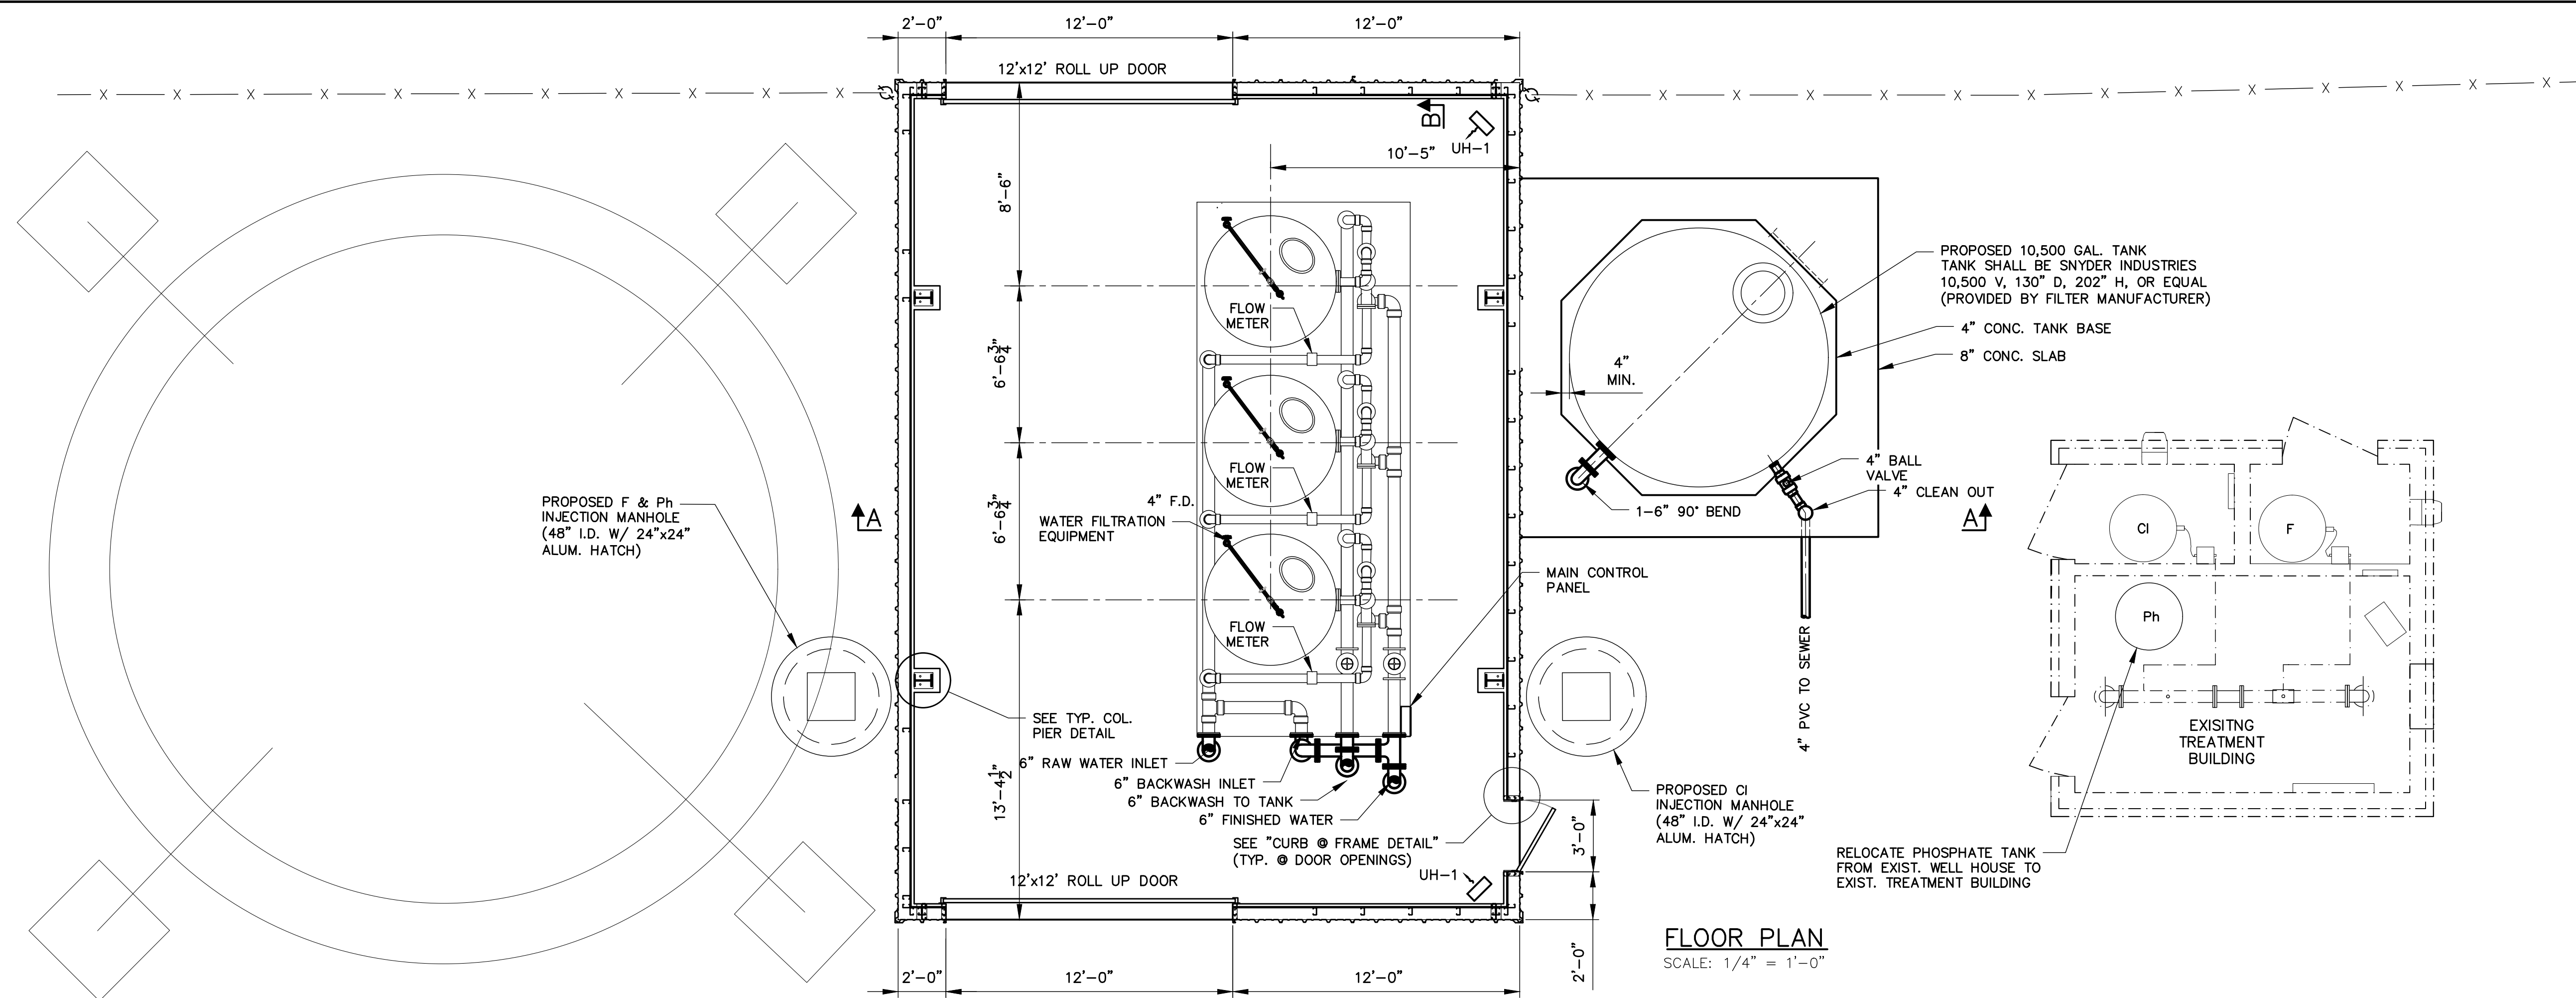 2'-0"
12'-0"
12'-0"
12'x12' ROLL UP DOOR
X X X X X X X X X X X
X X X X X X X X X X X X X X
B
UH-1
10'-5"
8'-6"
6'-6 3/4"
6'-6 3/4"
13'-4 1/2"
FLOW
METER
FLOW
METER
FLOW
METER
4" F.D.
WATER FILTRATION
EQUIPMENT
PROPOSED F & Ph
INJECTION MANHOLE
(48" I.D. W/ 24"x24"
ALUM. HATCH)
A
SEE TYP. COL.
PIER DETAIL
6" RAW WATER INLET
6" BACKWASH INLET
6" BACKWASH TO TANK
6" FINISHED WATER
SEE "CURB @ FRAME DETAIL"
(TYP. @ DOOR OPENINGS)
12'x12' ROLL UP DOOR
UH-1
MAIN CONTROL
PANEL
4"
MIN.
PROPOSED 10,500 GAL. TANK
TANK SHALL BE SNYDER INDUSTRIES
10,500 V, 130" D, 202" H, OR EQUAL
(PROVIDED BY FILTER MANUFACTURER)
4" CONC. TANK BASE
8" CONC. SLAB
4" BALL
VALVE
4" CLEAN OUT
1-6" 90° BEND
A
4" PVC TO SEWER
PROPOSED Cl
INJECTION MANHOLE
(48" I.D. W/ 24"x24"
ALUM. HATCH)
3'-0"
2'-0"
Cl
F
Ph
EXISITNG
TREATMENT
BUILDING
RELOCATE PHOSPHATE TANK
FROM EXIST. WELL HOUSE TO
EXIST. TREATMENT BUILDING
2'-0"
12'-0"
12'-0"
FLOOR PLAN
SCALE: 1/4" = 1'-0"